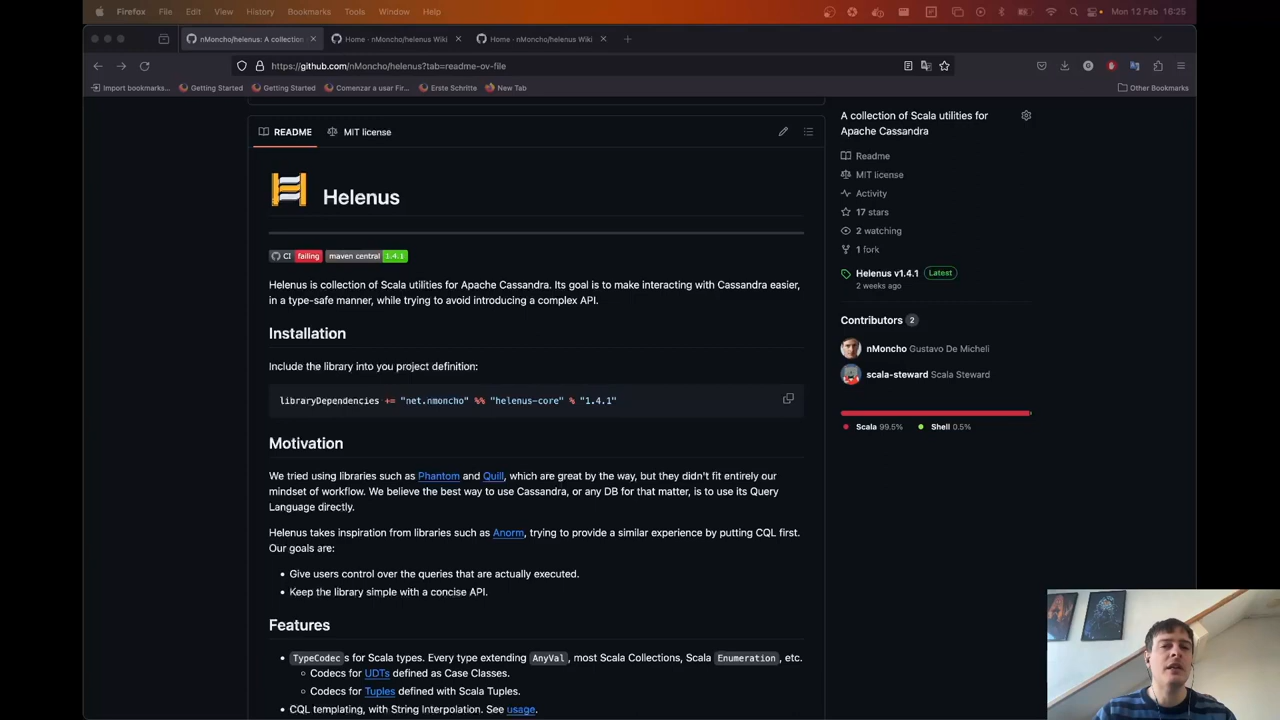 Firefox File Edit View History Bookmarks Tools Window Help Mon 12 Feb 16:25
nMoncho/helenus: A collection Home · nMoncho/helenus Wiki Home · nMoncho/helenus Wiki
https://github.com/nMoncho/helenus?tab=readme-ov-file
Import bookmarks... Getting Started Getting Started Comenzar a usar Fir... Erste Schritte New Tab Other Bookmarks
README MIT license
Helenus
CI failing maven central 1.4.1
Helenus is collection of Scala utilities for Apache Cassandra. Its goal is to make interacting with Cassandra easier,
in a type-safe manner, while trying to avoid introducing a complex API.
Installation
Include the library into you project definition:
libraryDependencies += "net.nmoncho" %% "helenus-core" % "1.4.1"
Motivation
We tried using libraries such as Phantom and Quill, which are great by the way, but they didn't fit entirely our
mindset of workflow. We believe the best way to use Cassandra, or any DB for that matter, is to use its Query
Language directly.
Helenus takes inspiration from libraries such as Anorm, trying to provide a similar experience by putting CQL first.
Our goals are:
• Give users control over the queries that are actually executed.
• Keep the library simple with a concise API.
Features
• TypeCodecs for Scala types. Every type extending AnyVal, most Scala Collections, Scala Enumeration, etc.
○ Codecs for UDTs defined as Case Classes.
○ Codecs for Tuples defined with Scala Tuples.
• CQL templating, with String Interpolation. See usage.
A collection of Scala utilities for
Apache Cassandra
Readme
MIT license
Activity
17 stars
2 watching
1 fork
Helenus v1.4.1 Latest
2 weeks ago
Contributors 2
nMoncho Gustavo De Micheli
scala-steward Scala Steward
Scala 99.5% Shell 0.5%